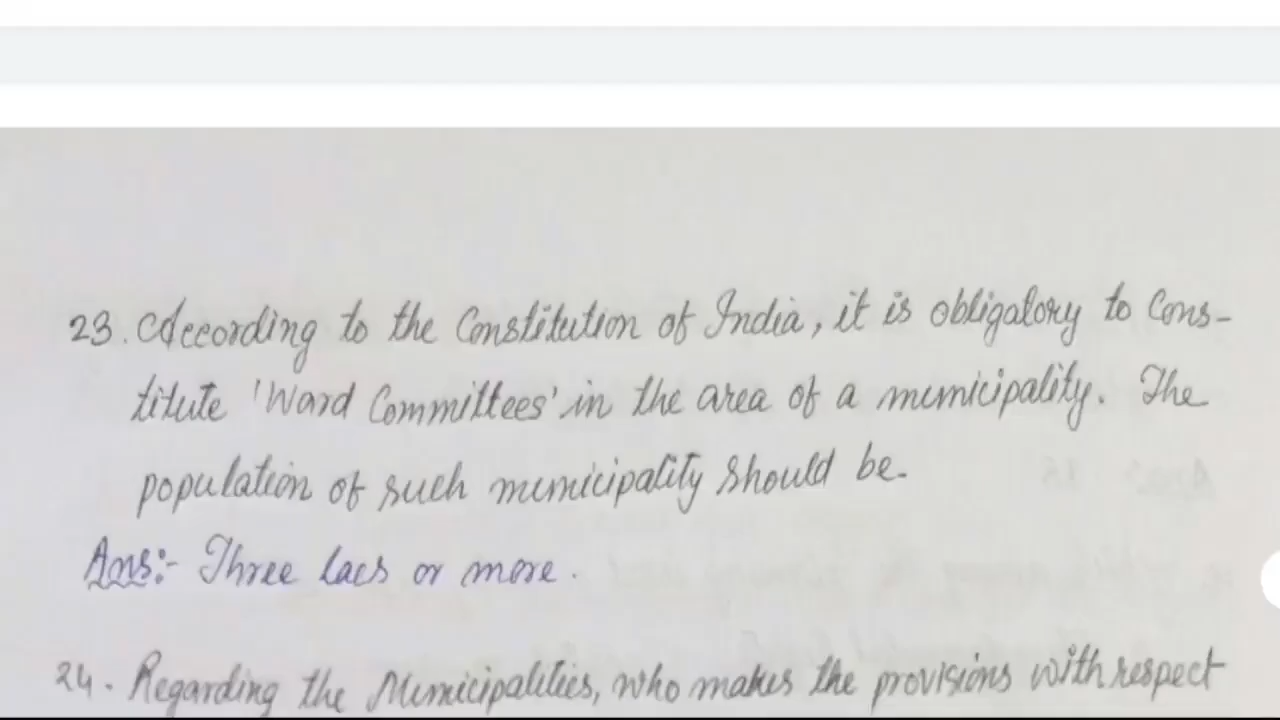 23. According to the Constitution of India, it is obligatory to Cons-
titute 'Ward Committees' in the area of a municipality. The
population of such municipality should be.
Ans:- Three lacs or more.
24. Regarding the Municipalities, who makes the provisions with respect